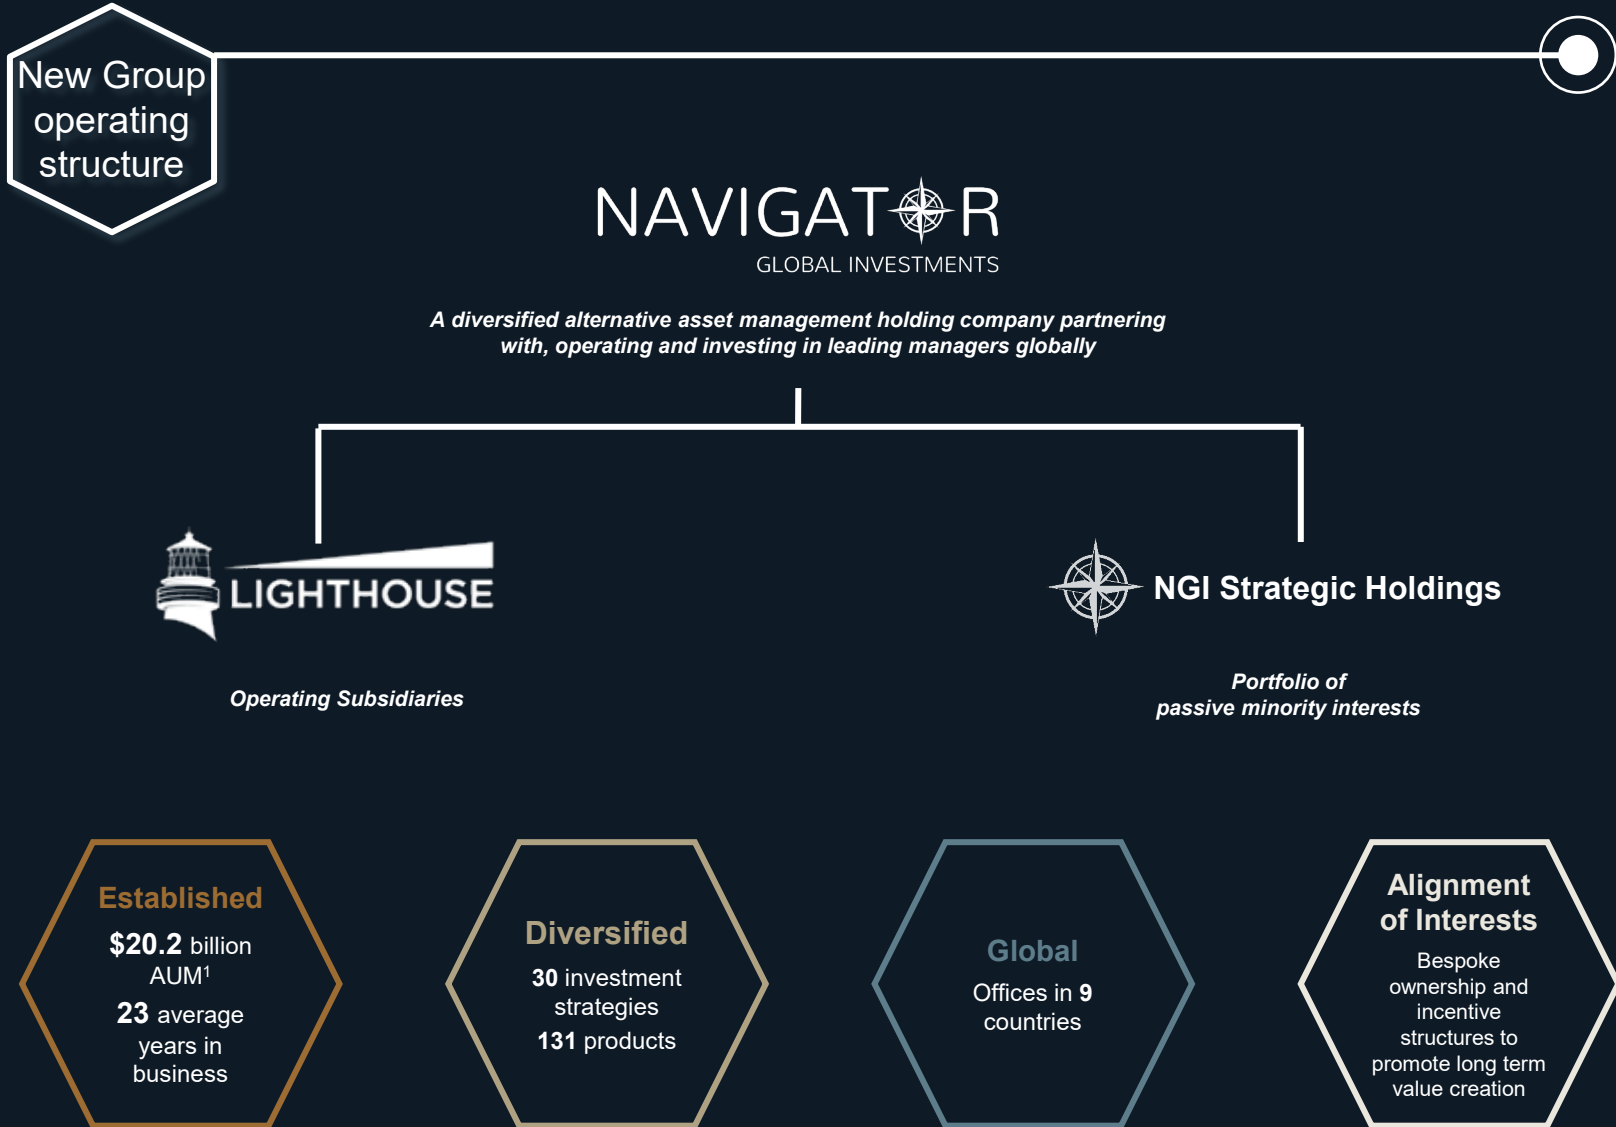 New Group
operating
structure
NAVIGATOR
GLOBAL INVESTMENTS
A diversified alternative asset management holding company partnering
with, operating and investing in leading managers globally
LIGHTHOUSE
NGI Strategic Holdings
Operating Subsidiaries
Portfolio of
passive minority interests
Established
$20.2 billion
AUM¹
23 average
years in
business
Diversified
30 investment
strategies
131 products
Global
Offices in 9
countries
Alignment
of Interests
Bespoke
ownership and
incentive
structures to
promote long term
value creation